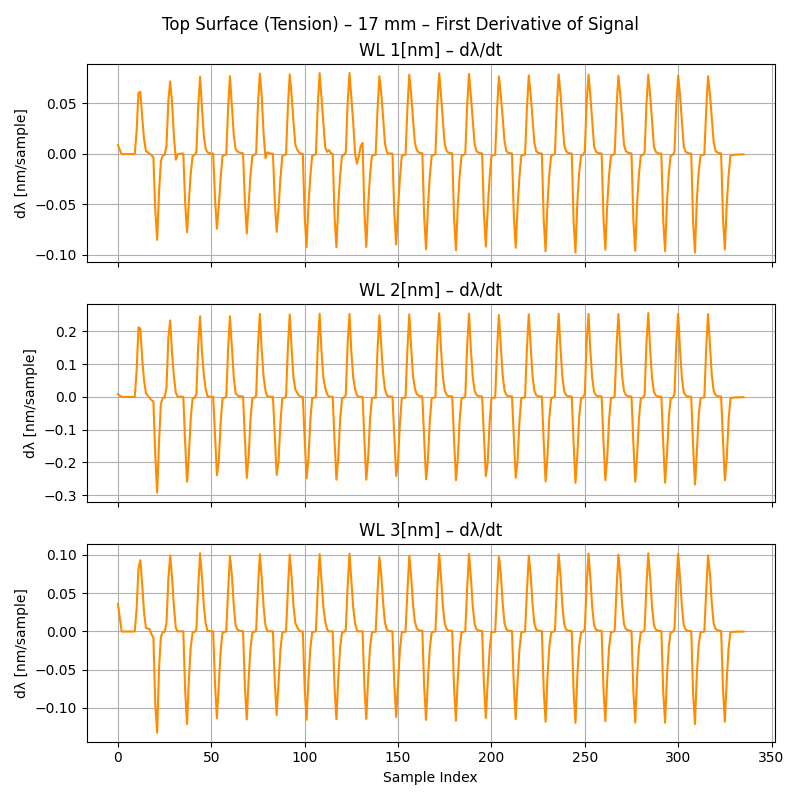 Top Surface (Tension) – 17 mm – First Derivative of Signal
WL 1[nm] – dλ/dt
dλ [nm/sample]
0.05
0.00
−0.05
−0.10
WL 2[nm] – dλ/dt
dλ [nm/sample]
0.2
0.1
0.0
−0.1
−0.2
−0.3
WL 3[nm] – dλ/dt
dλ [nm/sample]
0.10
0.05
0.00
−0.05
−0.10
0 50 100 150 200 250 300 350
Sample Index